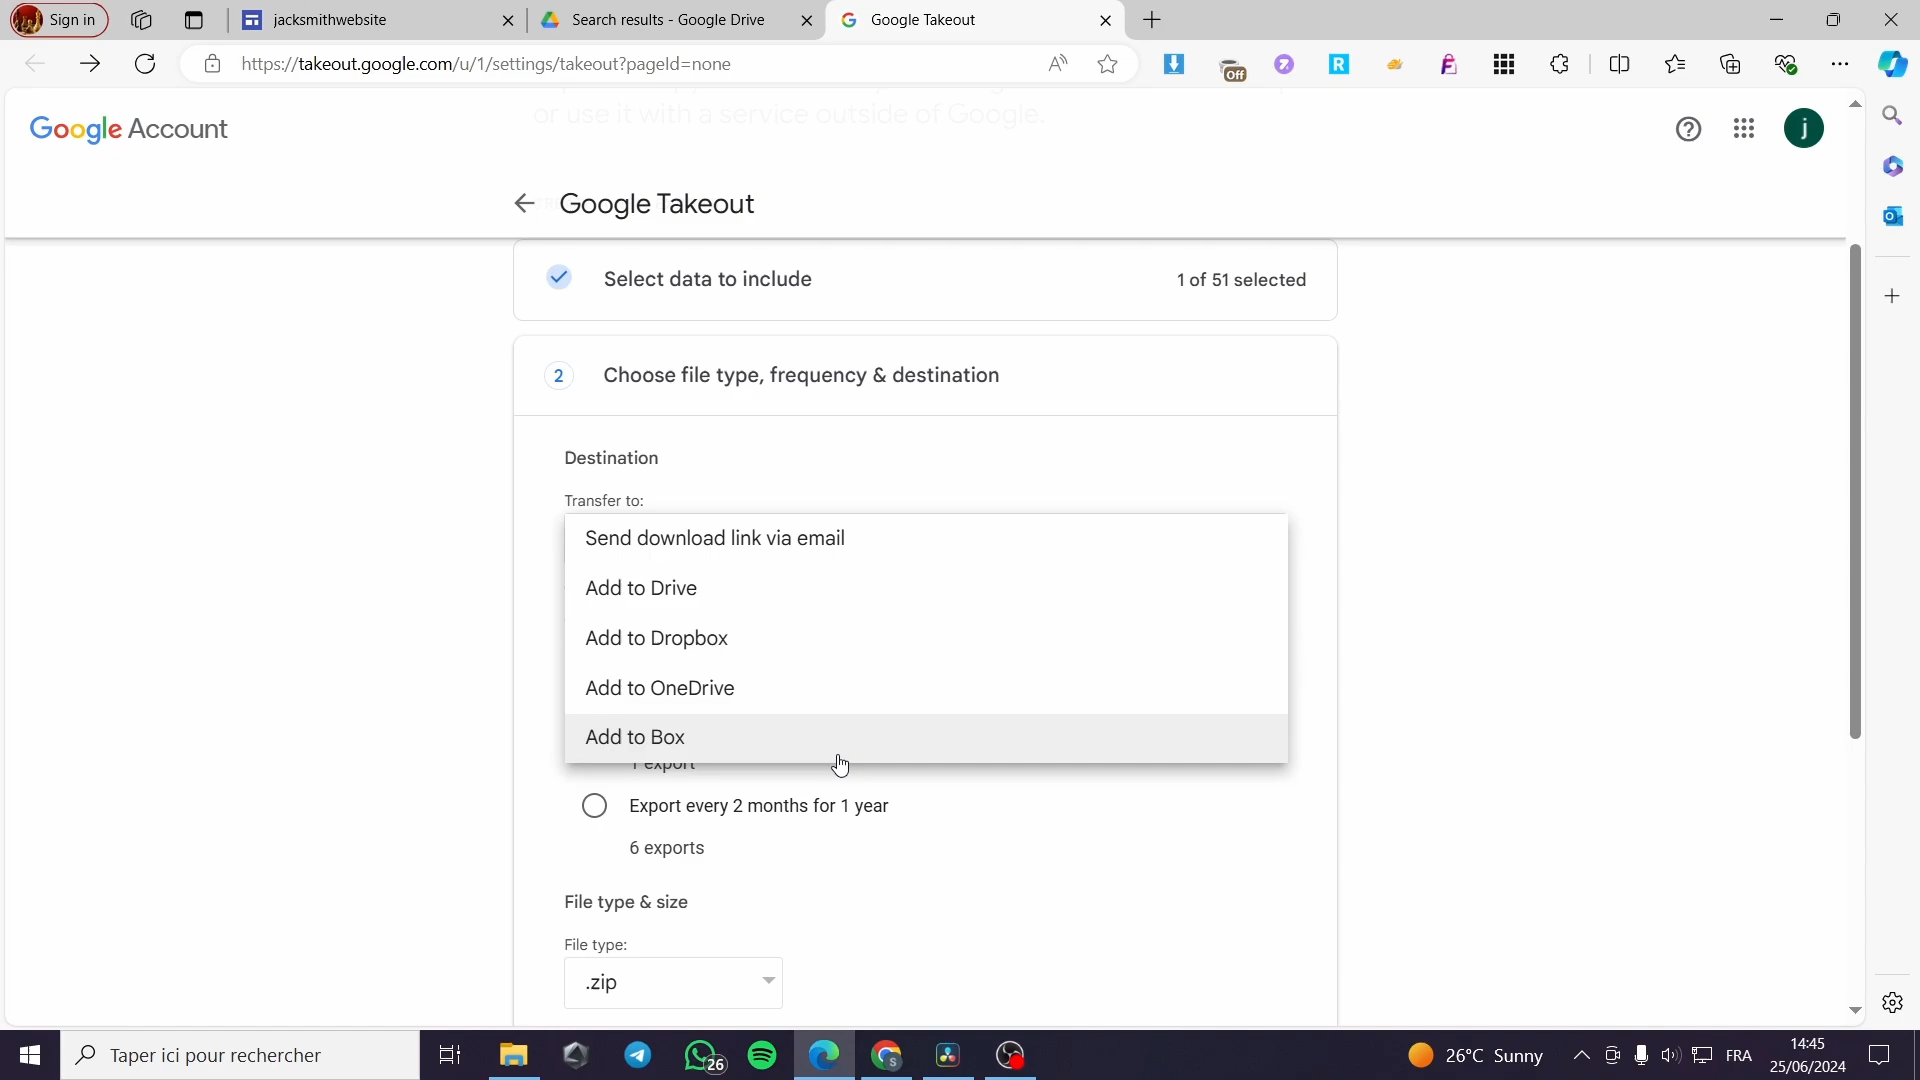 Sign in
jacksmithwebsite
Search results - Google Drive
Google Takeout
https://takeout.google.com/u/1/settings/takeout?pageId=none
Off
or use it with a service outside of Google.
Google Account
j
Google Takeout
Select data to include
1 of 51 selected
2
Choose file type, frequency & destination
Destination
Transfer to:
Send download link via email
Add to Drive
Add to Dropbox
Add to OneDrive
Add to Box
1 export
Export every 2 months for 1 year
6 exports
File type & size
File type:
.zip
Taper ici pour rechercher
26
26°C Sunny
FRA
14:45
25/06/2024